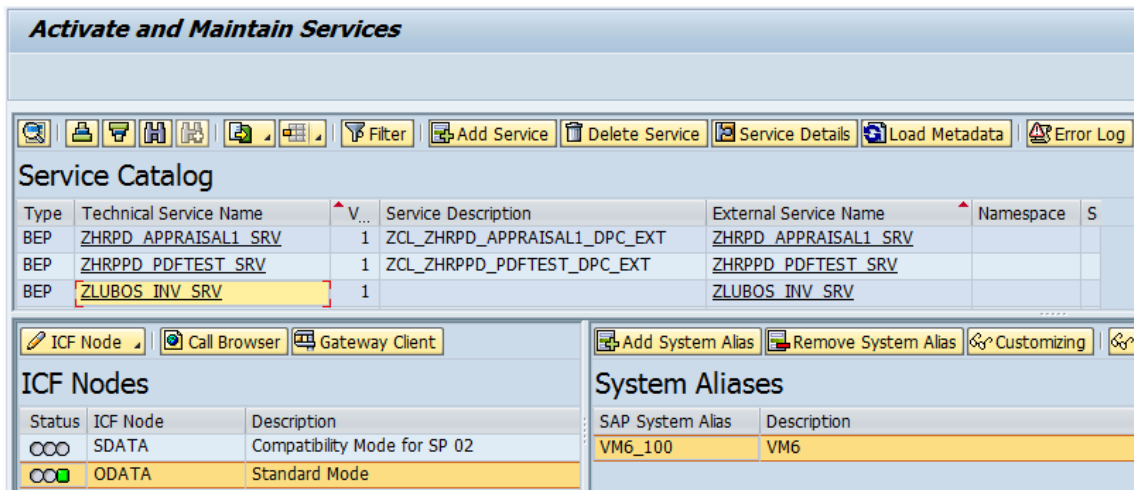 Activate and Maintain Services
Filter Add Service Delete Service Service Details Load Metadata Error Log
Service Catalog
Type Technical Service Name V... Service Description External Service Name Namespace S
BEP ZHRPD_APPRAISAL1_SRV 1 ZCL_ZHRPD_APPRAISAL1_DPC_EXT ZHRPD_APPRAISAL1_SRV
BEP ZHRPPD_PDFTEST_SRV 1 ZCL_ZHRPPD_PDFTEST_DPC_EXT ZHRPPD_PDFTEST_SRV
BEP ZLUBOS_INV_SRV 1 ZLUBOS_INV_SRV
ICF Node Call Browser Gateway Client Add System Alias Remove System Alias Customizing
ICF Nodes System Aliases
Status ICF Node Description SAP System Alias Description
SDATA Compatibility Mode for SP 02 VM6_100 VM6
ODATA Standard Mode